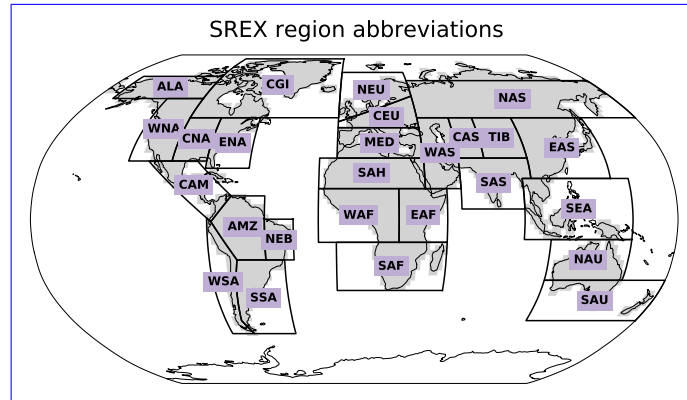 SREX region abbreviations
ALA
CGI
NEU
NAS
WNA
CNA
ENA
CEU
MED
WAS
CAS
TIB
EAS
CAM
SAH
SAS
AMZ
NEB
WAF
EAF
SEA
WSA
SSA
SAF
NAU
SAU